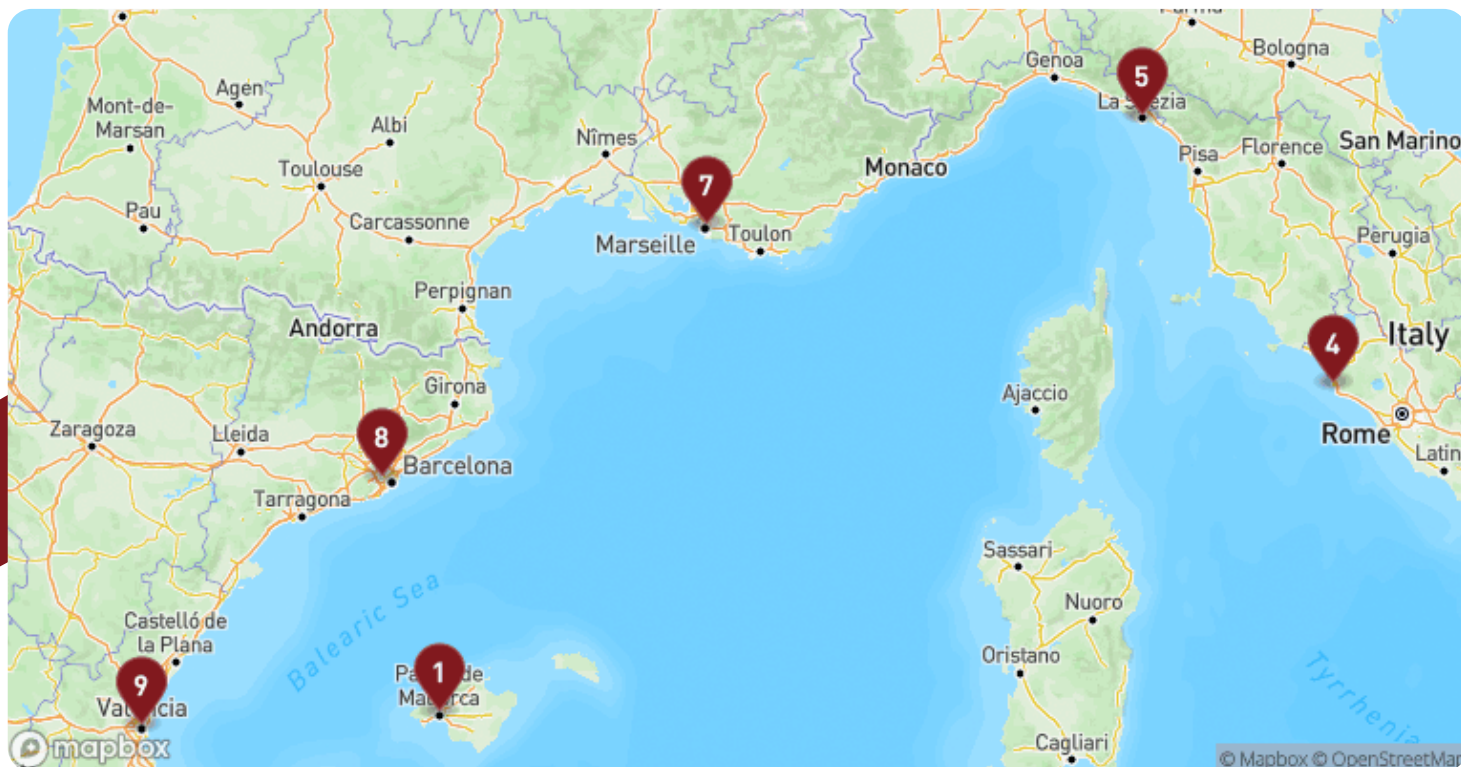 Parma
Bologna
Genoa
5
La Spezia
Agen
Mont-de-
Marsan
Albi
Nîmes
San Marino
Toulouse
Pisa
Florence
Monaco
7
Pau
Carcassonne
Marseille
Toulon
Perugia
Perpignan
Andorra
Italy
4
Girona
Ajaccio
Zaragoza
Lleida
8
Barcelona
Rome
Latin
Tarragona
Sassari
Balearic Sea
Nuoro
Castelló de
la Plana
Oristano
1
Palma de
Mallorca
9
Valencia
Tyrrhenia
Cagliari
mapbox
© Mapbox © OpenStreetMap